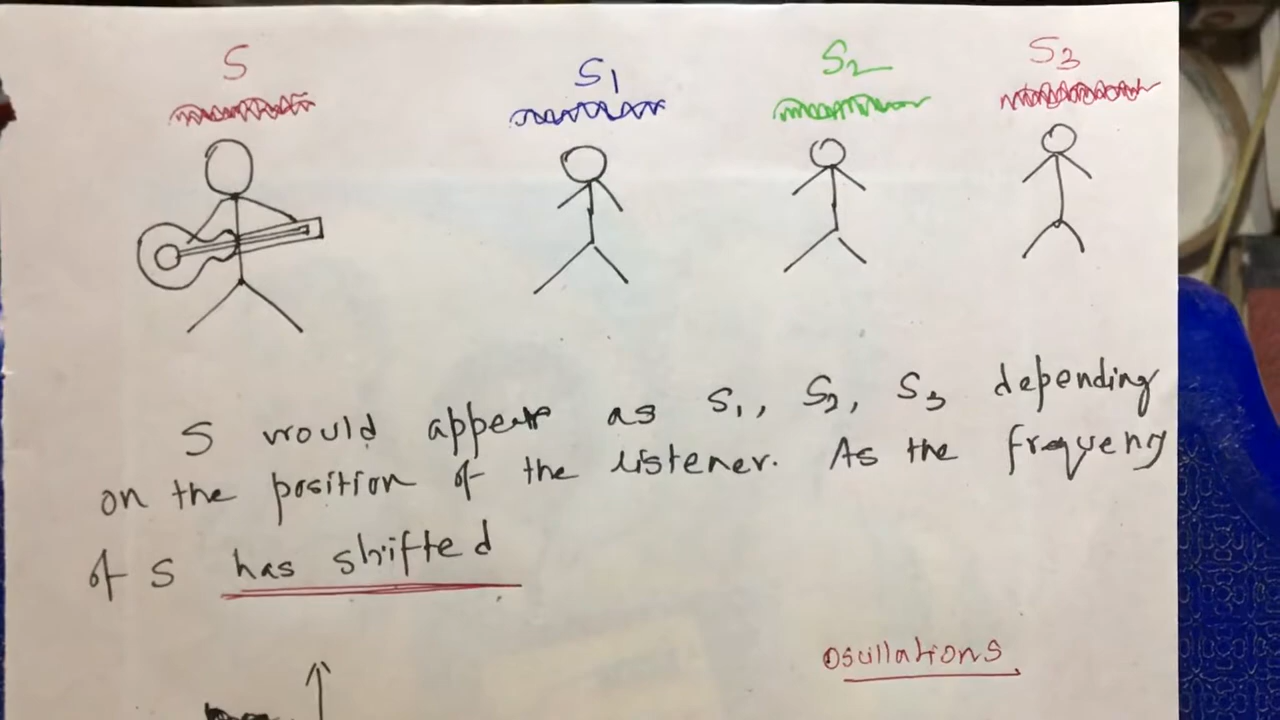 S S1 S2 S3
S would appear as S1, S2, S3 depending
on the position of the listener. As the frequency
of S has shifted
Oscillations